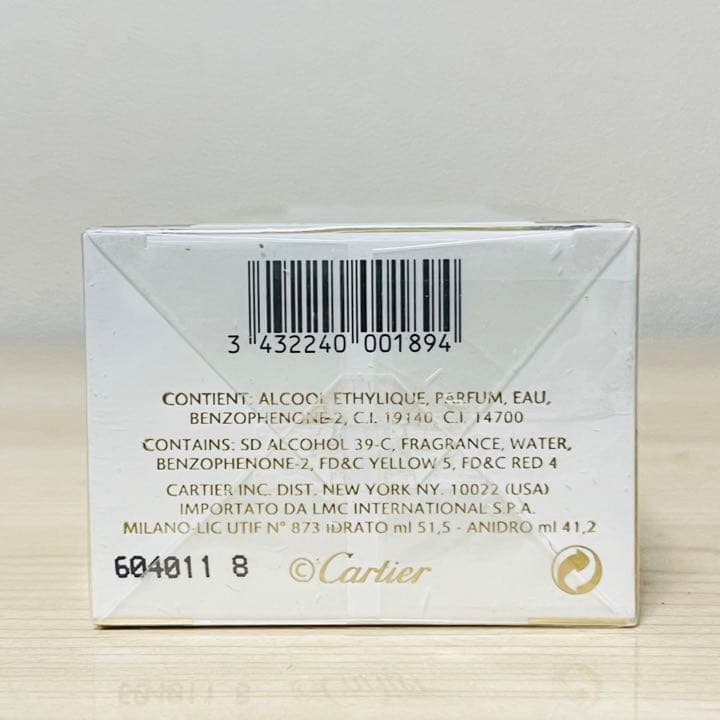 3 432240 001894
CONTIENT: ALCOOL ETHYLIQUE, PARFUM, EAU,
BENZOPHENONE-2, C.I. 19140, C.I. 14700
CONTAINS: SD ALCOHOL 39-C, FRAGRANCE, WATER,
BENZOPHENONE-2, FD&C YELLOW 5, FD&C RED 4
CARTIER INC. DIST. NEW YORK NY. 10022 (USA)
IMPORTATO DA LMC INTERNATIONAL S.P.A.
MILANO-LIC UTIF N° 873 IDRATO ml 51,5 - ANIDRO ml 41,2
604011 8 ©Cartier